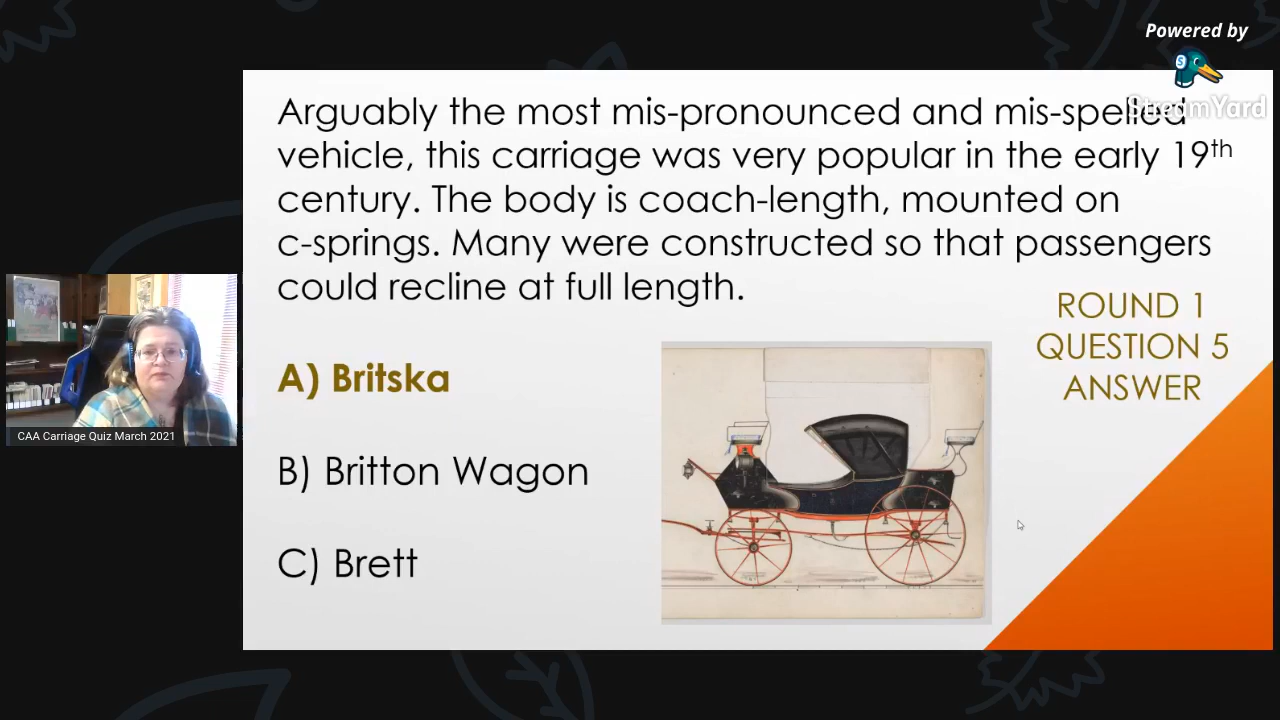 Powered by
StreamYard
Arguably the most mis-pronounced and mis-spelled
vehicle, this carriage was very popular in the early 19th
century. The body is coach-length, mounted on
c-springs. Many were constructed so that passengers
could recline at full length.
ROUND 1
QUESTION 5
ANSWER
A) Britska
B) Britton Wagon
C) Brett
CAA Carriage Quiz March 2021